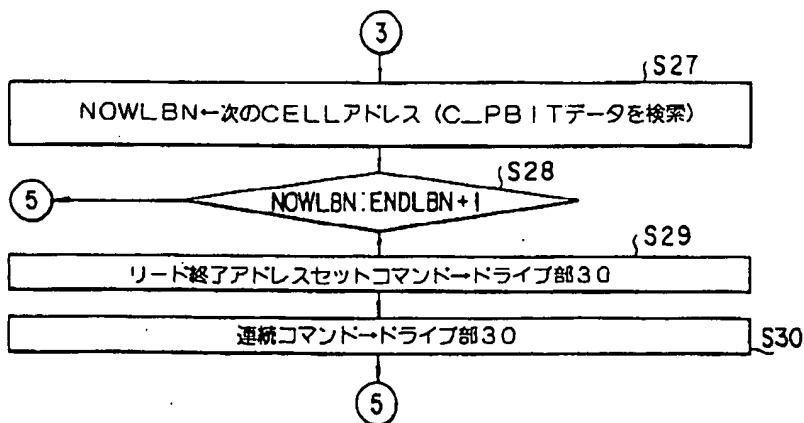 3
S27
NOWLBN←次のCELLアドレス (C_PBITデータを検索)
S28
5
NOWLBN:ENDLBN+1
S29
リード終了アドレスセットコマンド→ドライブ部30
連続コマンド→ドライブ部30
S30
5